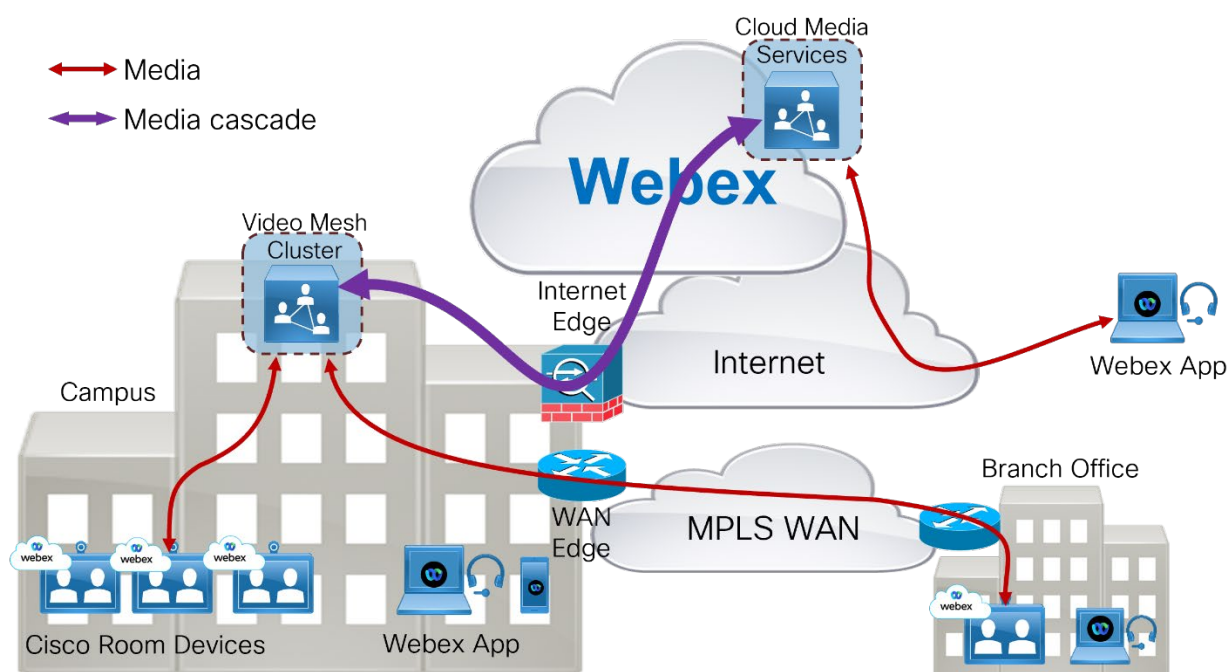 Media
Media cascade
Cloud Media
Services
Webex
Video Mesh
Cluster
Internet
Edge
Internet
Webex App
Campus
Branch Office
WAN
Edge
MPLS WAN
webex
webex
webex
webex
Cisco Room Devices
Webex App